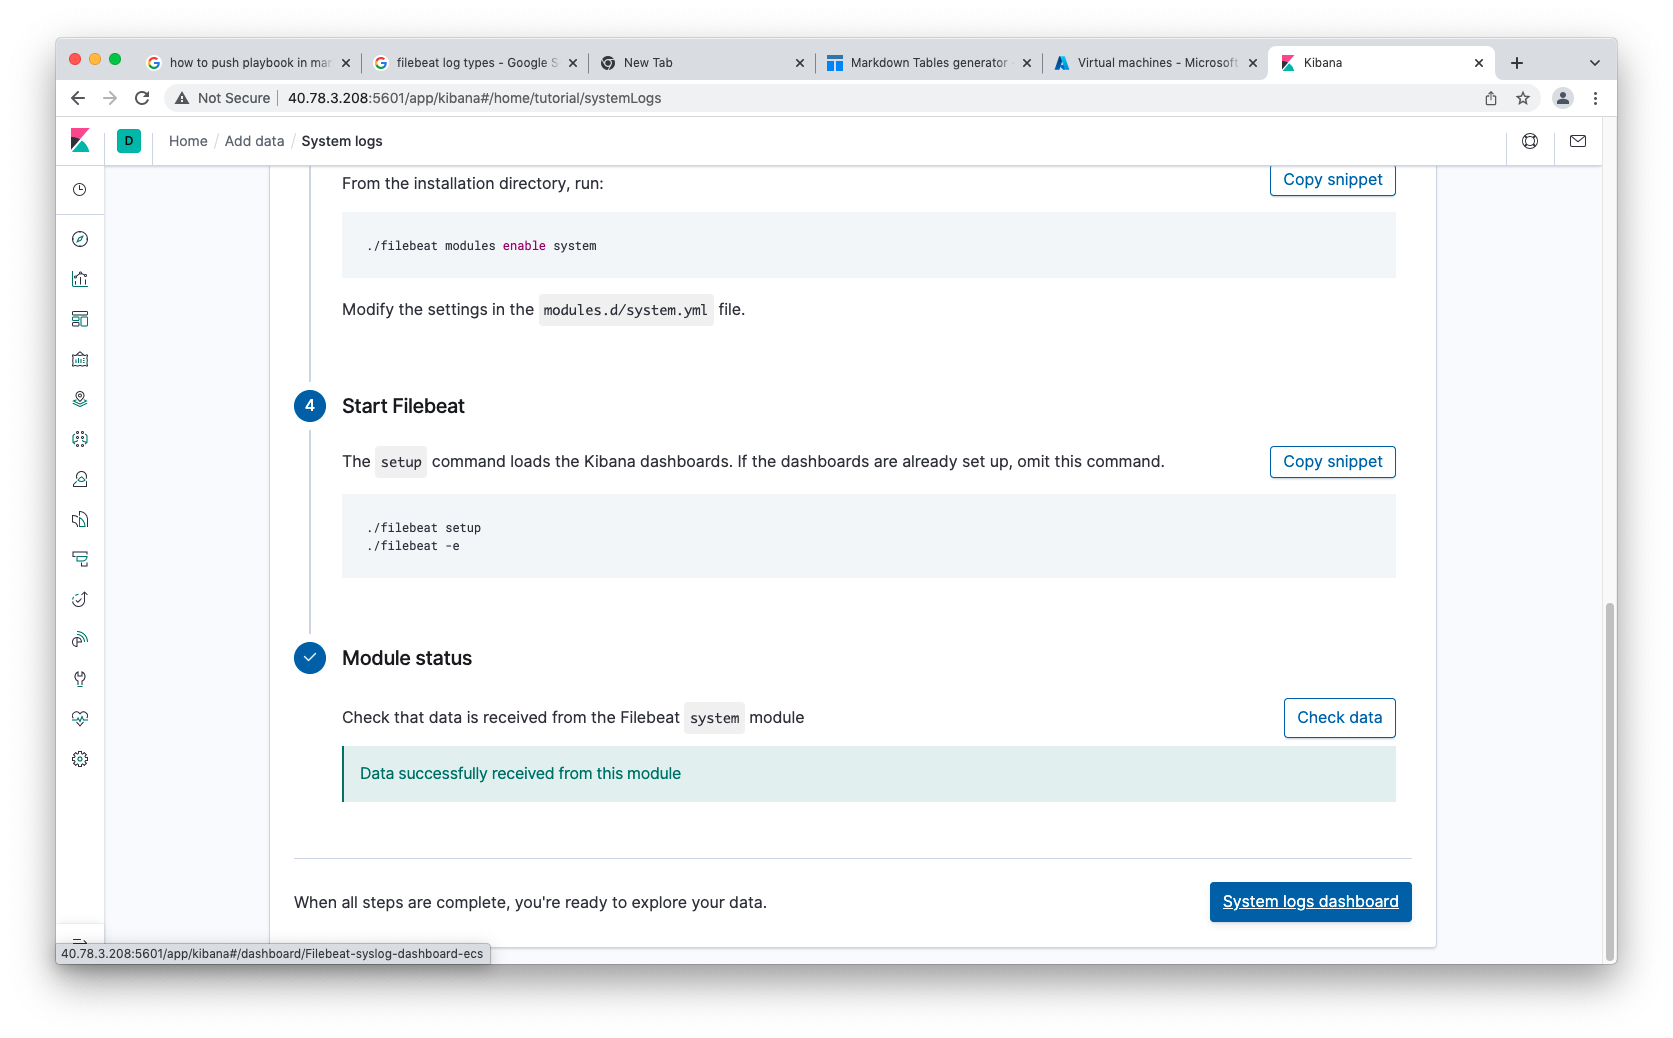 how to push playbook in mar
filebeat log types - Google S
New Tab
Markdown Tables generator
Virtual machines - Microsoft
Kibana
Not Secure
40.78.3.208:5601/app/kibana#/home/tutorial/systemLogs
D
Home / Add data / System logs
From the installation directory, run:
Copy snippet
./filebeat modules enable system
Modify the settings in the modules.d/system.yml file.
4
Start Filebeat
The setup command loads the Kibana dashboards. If the dashboards are already set up, omit this command.
Copy snippet
./filebeat setup
./filebeat -e
Module status
Check that data is received from the Filebeat system module
Check data
Data successfully received from this module
When all steps are complete, you're ready to explore your data.
System logs dashboard
40.78.3.208:5601/app/kibana#/dashboard/Filebeat-syslog-dashboard-ecs